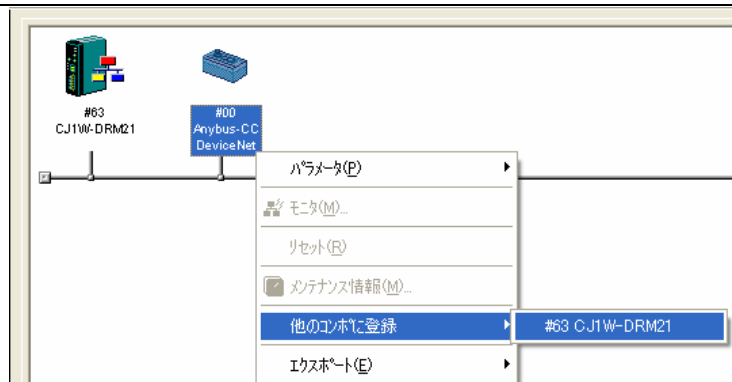 #63
CJ1W-DRM21
#00
Anybus-CC
DeviceNet
パラメータ(P)
モニタ(M)...
リセット(R)
メンテナンス情報(M)...
他のコンポに登録
#63 CJ1W-DRM21
エクスポート(E)